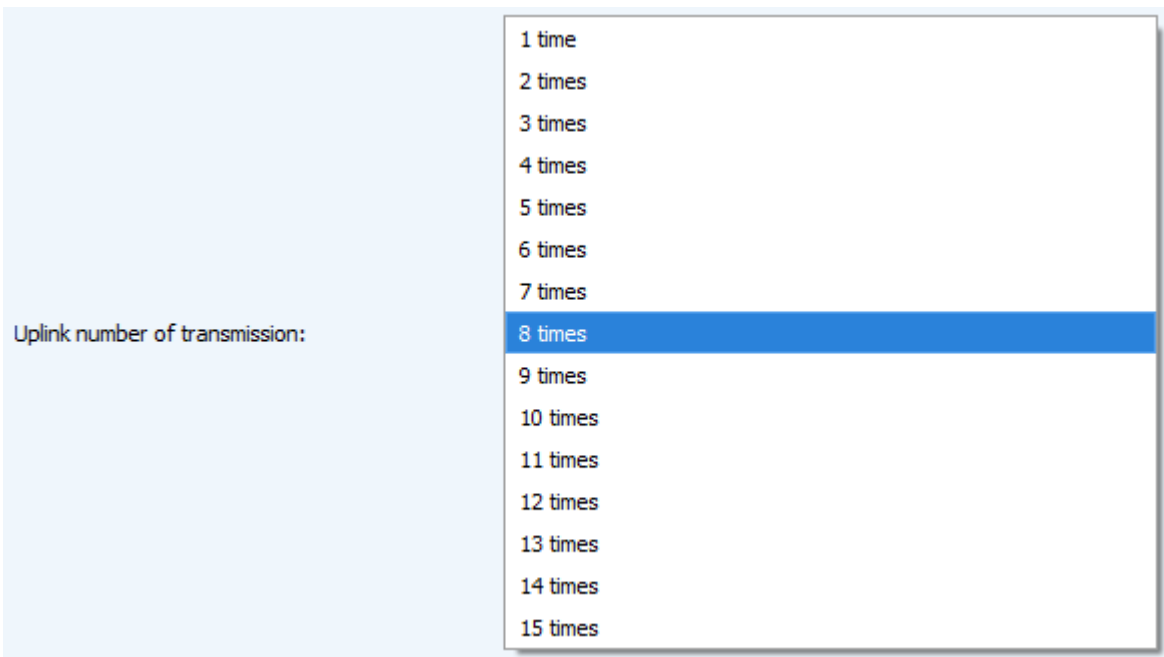 1 time
2 times
3 times
4 times
5 times
6 times
7 times
Uplink number of transmission: 8 times
9 times
10 times
11 times
12 times
13 times
14 times
15 times